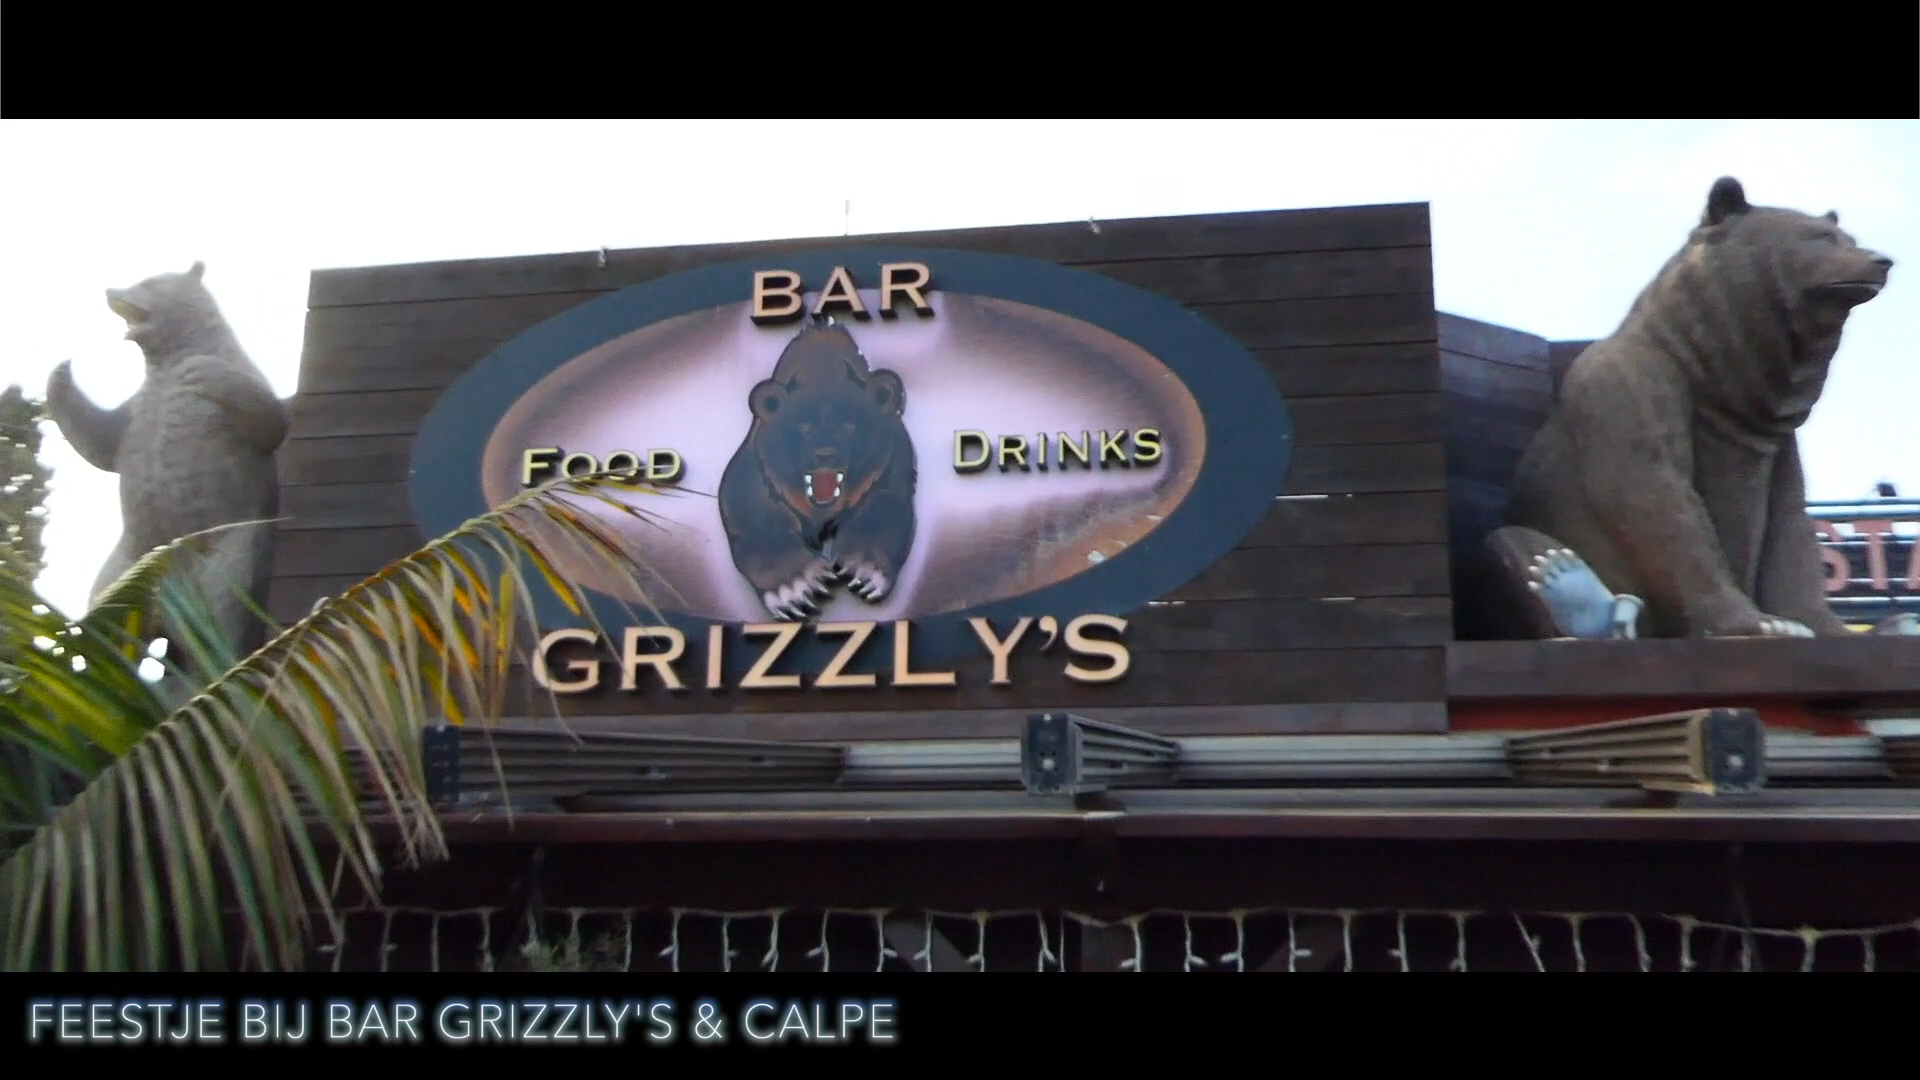 BAR
FOOD DRINKS
GRIZZLY'S
FEESTJE BIJ BAR GRIZZLY'S & CALPE